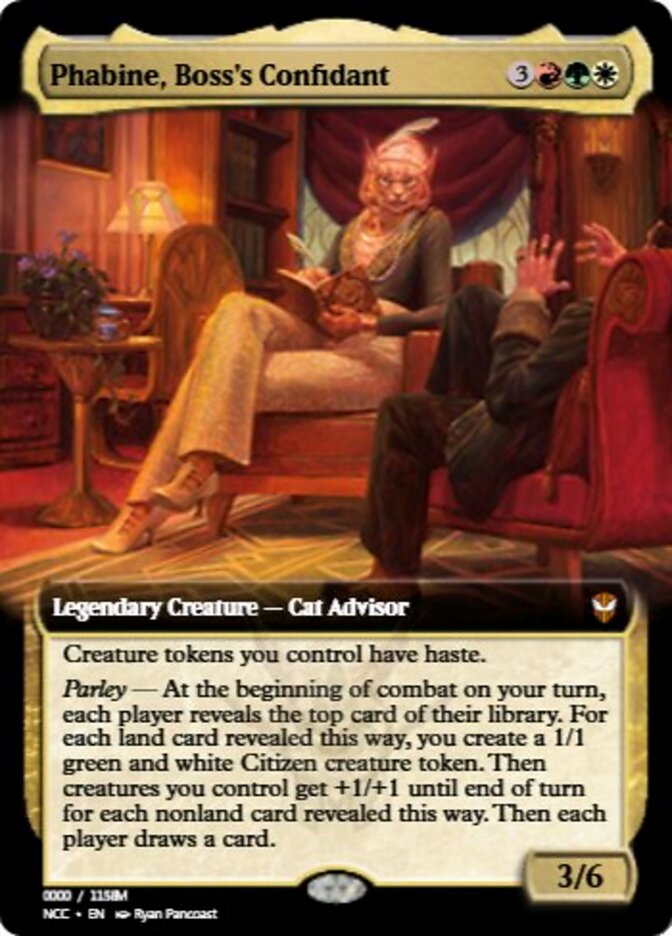 Phabine, Boss's Confidant 3
Legendary Creature — Cat Advisor
Creature tokens you control have haste.
Parley — At the beginning of combat on your turn,
each player reveals the top card of their library. For
each land card revealed this way, you create a 1/1
green and white Citizen creature token. Then
creatures you control get +1/+1 until end of turn
for each nonland card revealed this way. Then each
player draws a card.
3/6
0000 / 1158M
NCC • EN Ryan Pancoast